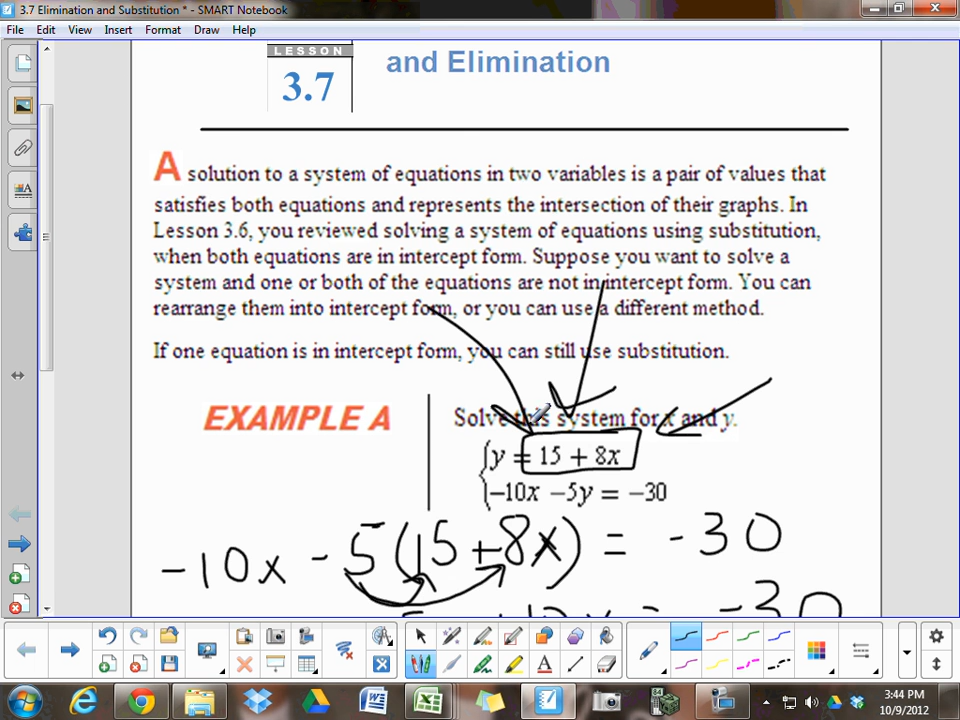 3.7 Elimination and Substitution * - SMART Notebook
File Edit View Insert Format Draw Help
LESSON
3.7
and Elimination
A solution to a system of equations in two variables is a pair of values that
satisfies both equations and represents the intersection of their graphs. In
Lesson 3.6, you reviewed solving a system of equations using substitution,
when both equations are in intercept form. Suppose you want to solve a
system and one or both of the equations are not in intercept form. You can
rearrange them into intercept form, or you can use a different method.
If one equation is in intercept form, you can still use substitution.
EXAMPLE A
Solve this system for x and y.
y = 15 + 8x
-10x -5y = -30
-10x - 5(15 + 8x) = -30
= -30
3:44 PM
10/9/2012